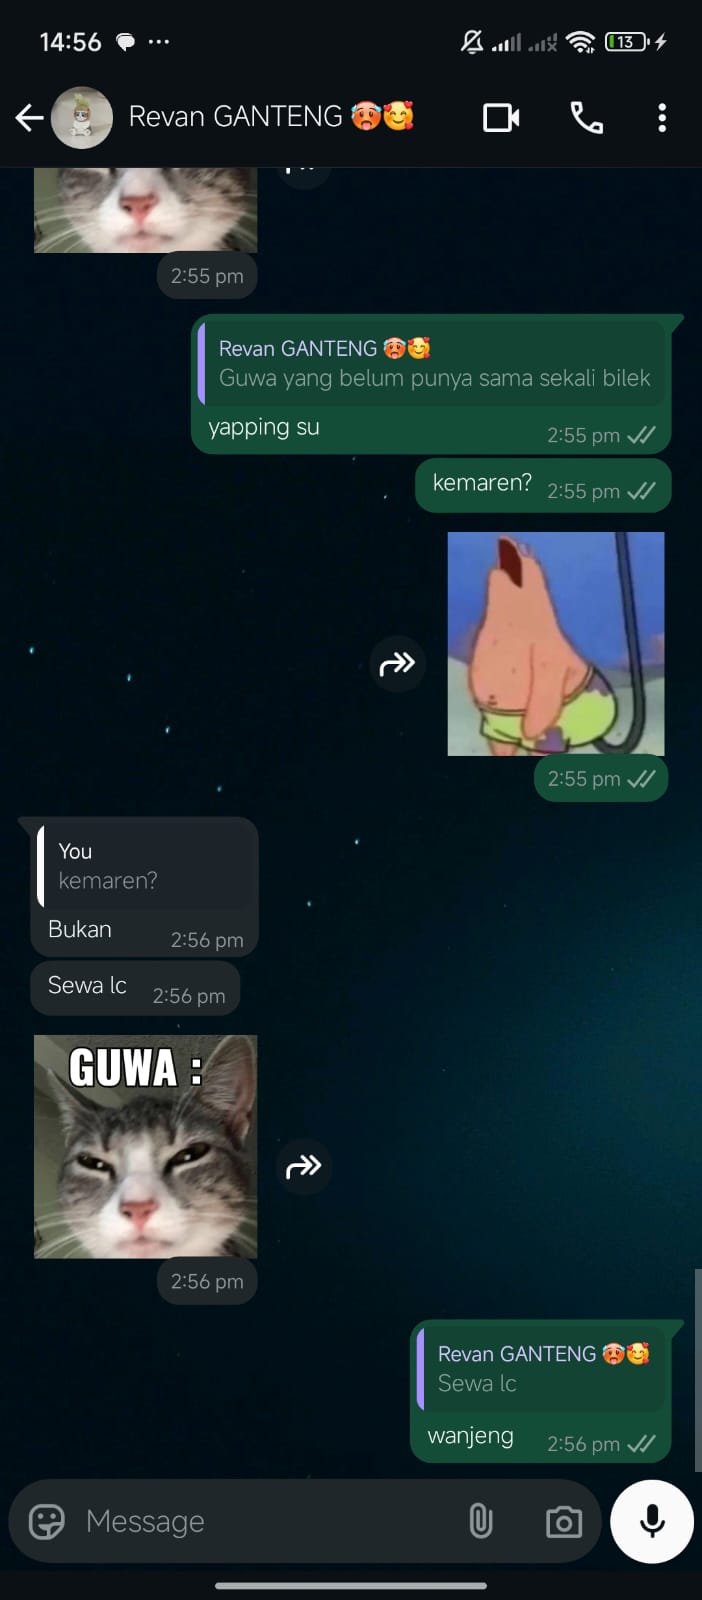 14:56
13
Revan GANTENG 🥵🥰
2:55 pm
Revan GANTENG 🥵🥰
Guwa yang belum punya sama sekali bilek
yapping su
2:55 pm
kemaren?
2:55 pm
2:55 pm
You
kemaren?
Bukan
2:56 pm
Sewa lc
2:56 pm
GUWA :
2:56 pm
Revan GANTENG 🥵🥰
Sewa lc
wanjeng
2:56 pm
Message